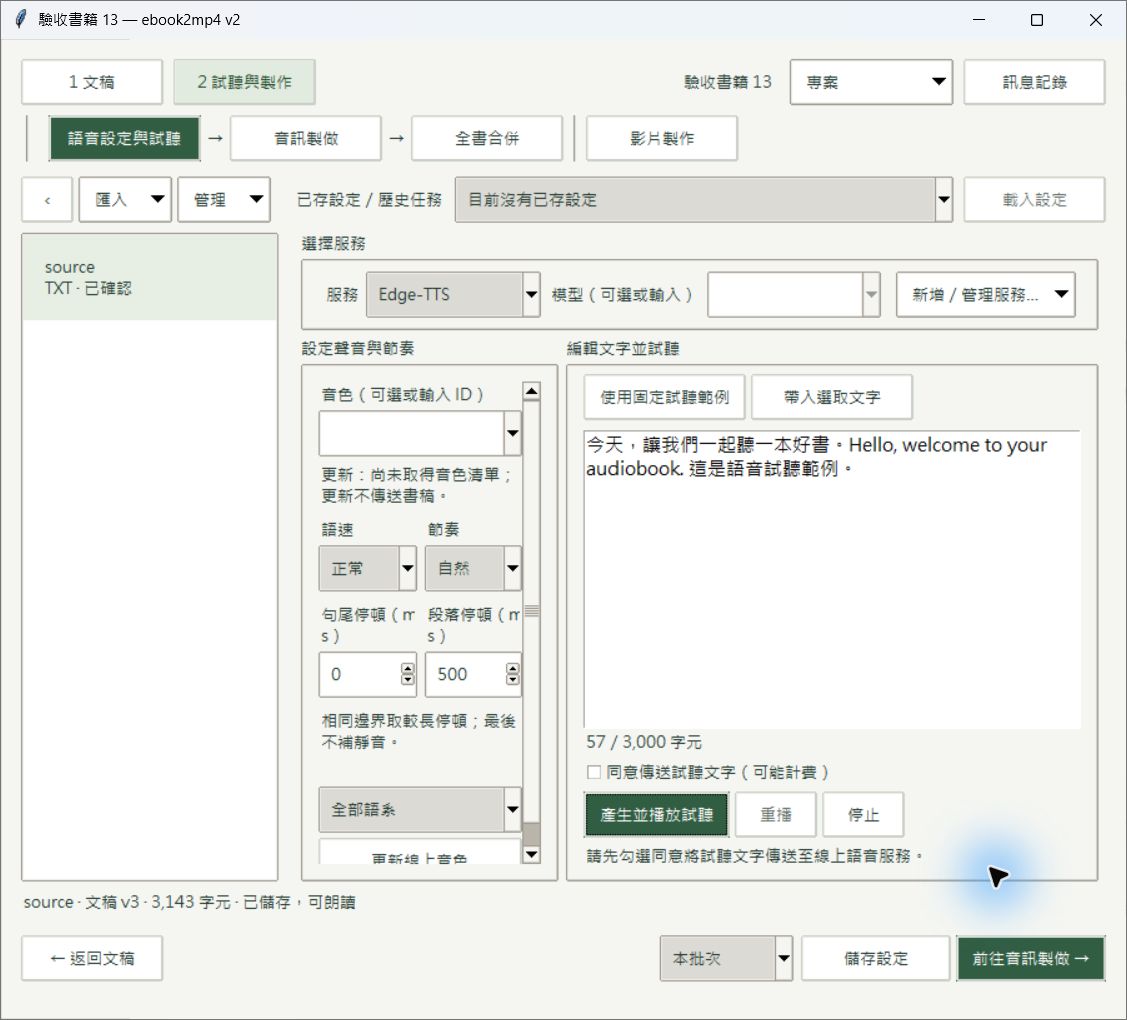 驗收書籍 13 — ebook2mp4 v2
1 文稿
2 試聽與製作
驗收書籍 13
專案
訊息記錄
語音設定與試聽
→
音訊製做
→
全書合併
影片製作
‹
匯入
管理
已存設定 / 歷史任務
目前沒有已存設定
載入設定
source
TXT · 已確認
選擇服務
服務
Edge-TTS
模型（可選或輸入）
新增 / 管理服務...
設定聲音與節奏
音色（可選或輸入 ID）
更新：尚未取得音色清單；
更新不傳送書稿。
語速
節奏
正常
自然
句尾停頓（m
s）
段落停頓（m
s）
0
500
相同邊界取較長停頓；最後
不補靜音。
全部語系
更新線上音色
編輯文字並試聽
使用固定試聽範例
帶入選取文字
今天，讓我們一起聽一本好書。Hello, welcome to your
audiobook. 這是語音試聽範例。
57 / 3,000 字元
同意傳送試聽文字（可能計費）
產生並播放試聽
重播
停止
請先勾選同意將試聽文字傳送至線上語音服務。
source · 文稿 v3 · 3,143 字元 · 已儲存，可朗讀
← 返回文稿
本批次
儲存設定
前往音訊製做 →